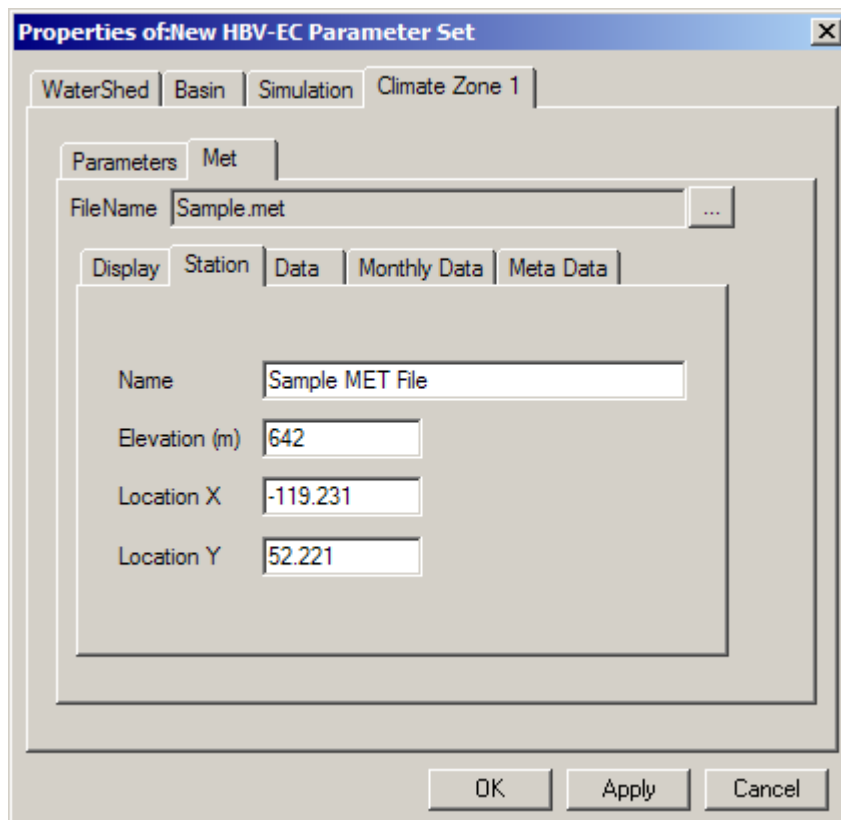 Properties of:New HBV-EC Parameter Set
WaterShed Basin Simulation Climate Zone 1
Parameters Met
FileName Sample.met ...
Display Station Data Monthly Data Meta Data
Name Sample MET File
Elevation (m) 642
Location X -119.231
Location Y 52.221
OK Apply Cancel